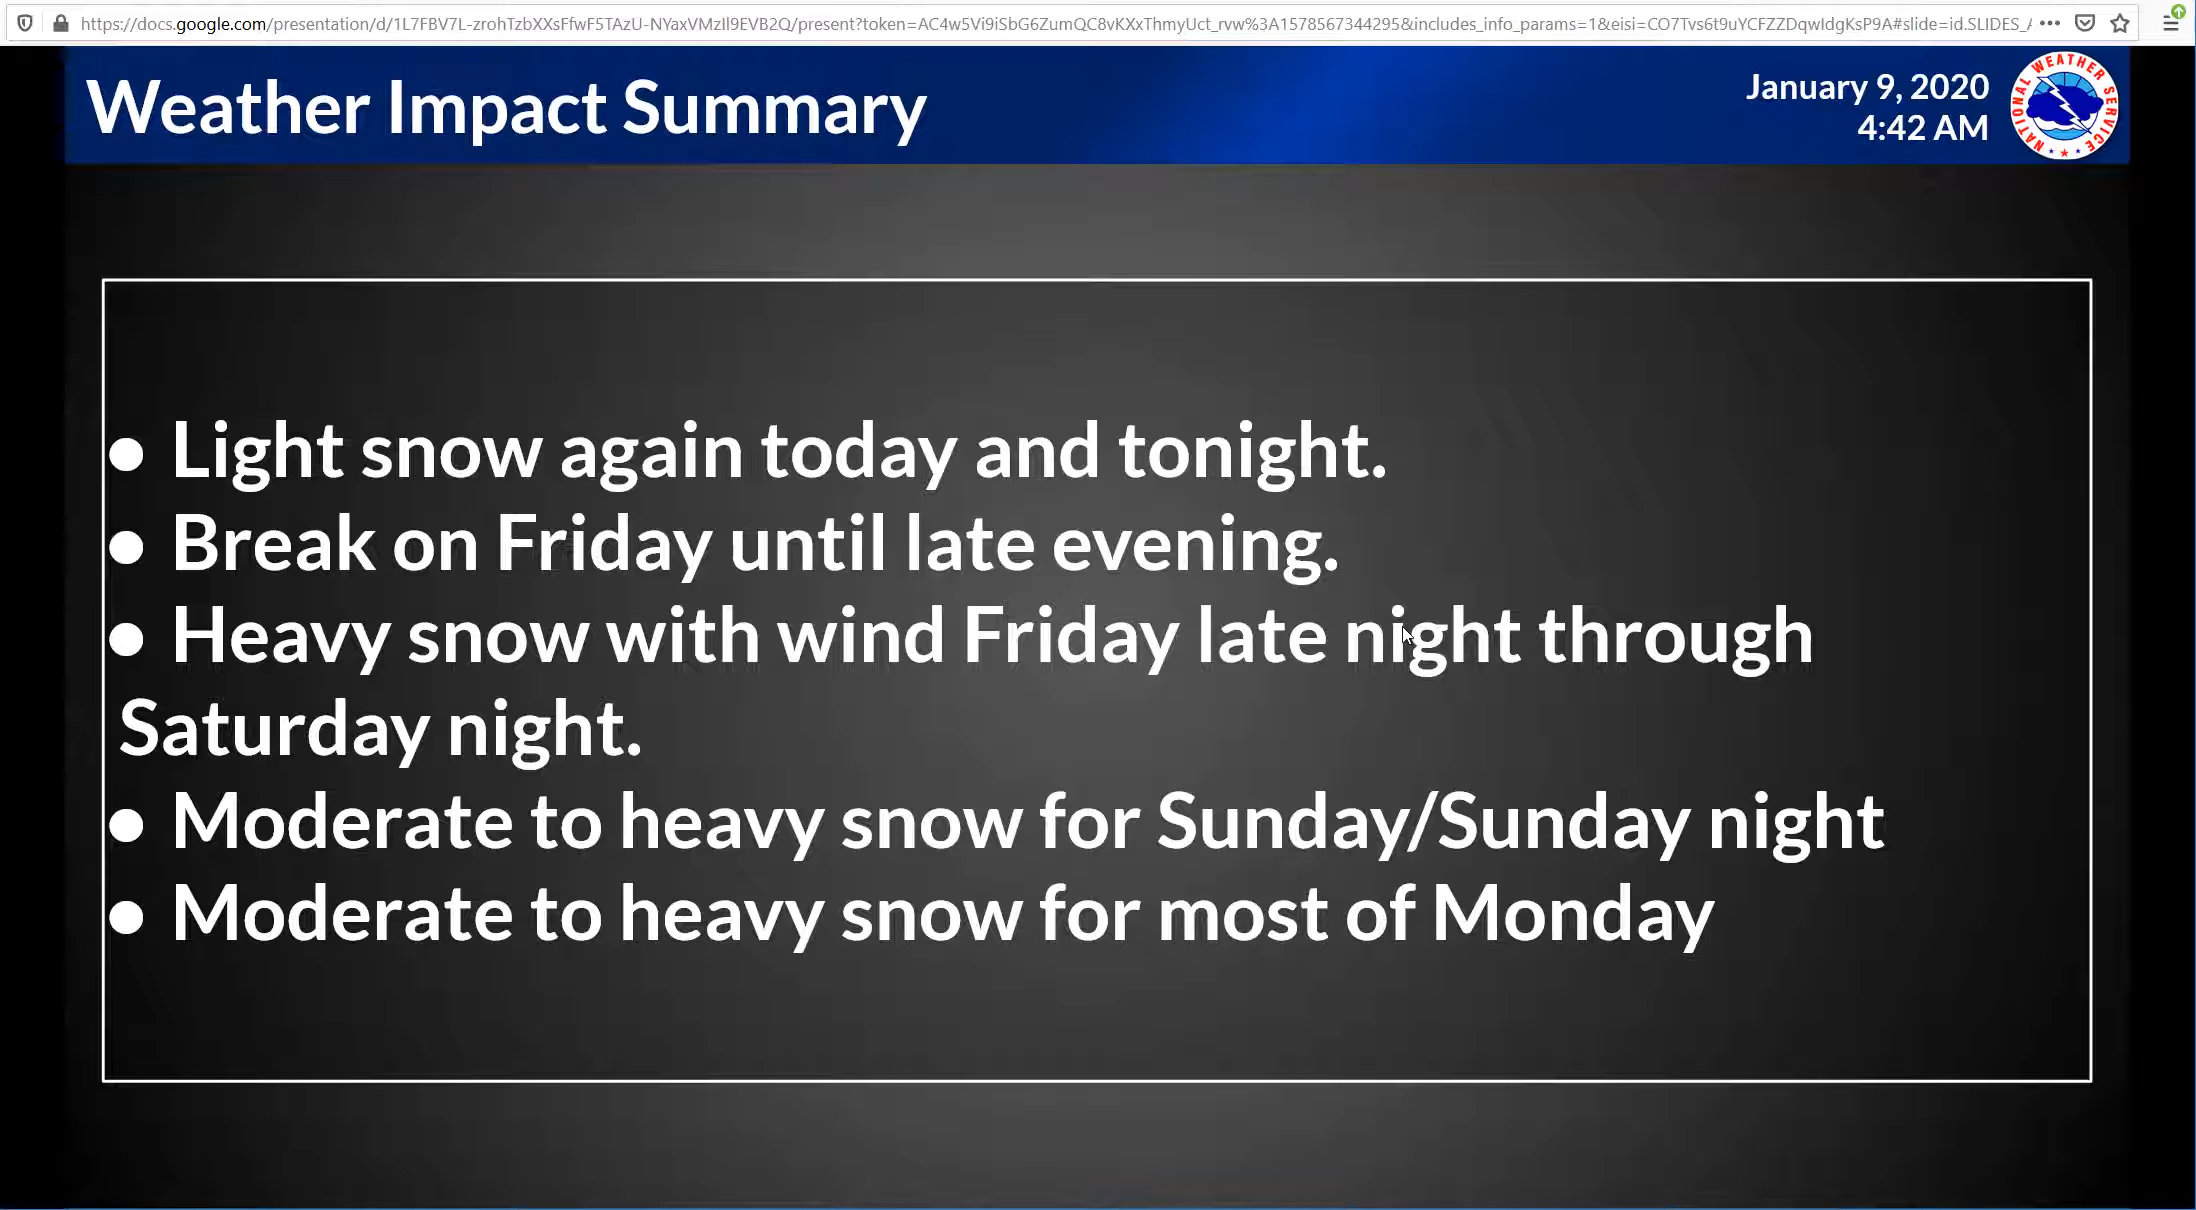 https://docs.google.com/presentation/d/1L7FBV7L-zrohTzbXXsFfwF5TAzU-NYaxVMzIl9EVB2Q/present?token=AC4w5Vi9iSbG6ZumQC8vKXxThmyUct_rvw%3A1578567344295&includes_info_params=1&eisi=CO7Tvs6t9uYCFZZDqwIdgKsP9A#slide=id.SLIDES_
Weather Impact Summary
January 9, 2020
4:42 AM
NATIONAL WEATHER SERVICE
● Light snow again today and tonight.
● Break on Friday until late evening.
● Heavy snow with wind Friday late night through
Saturday night.
● Moderate to heavy snow for Sunday/Sunday night
● Moderate to heavy snow for most of Monday